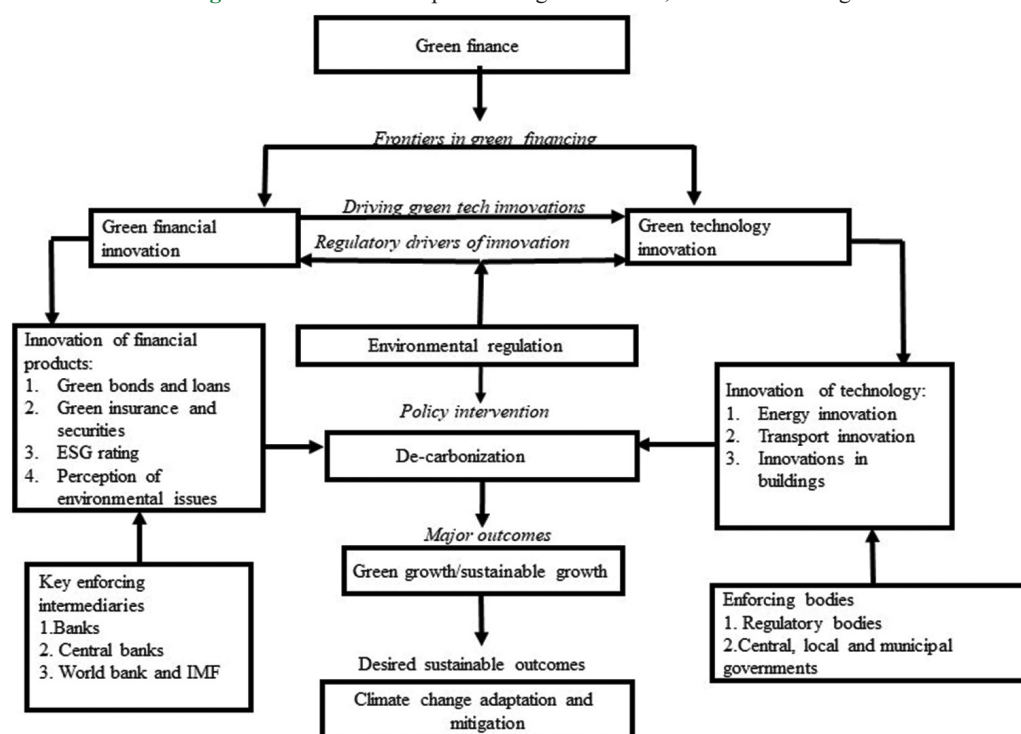 Green finance
Frontiers in green financing
Driving green tech innovations
Green financial
innovation
Green technology
innovation
Regulatory drivers of innovation
Innovation of financial
products:
1. Green bonds and loans
2. Green insurance and
securities
3. ESG rating
4. Perception of
environmental issues
Environmental regulation
Policy intervention
De-carbonization
Innovation of technology:
1. Energy innovation
2. Transport innovation
3. Innovations in
buildings
Major outcomes
Green growth/sustainable growth
Key enforcing
intermediaries
1.Banks
2. Central banks
3. World bank and IMF
Enforcing bodies
1. Regulatory bodies
2.Central, local and municipal
governments
Desired sustainable outcomes
Climate change adaptation and
mitigation